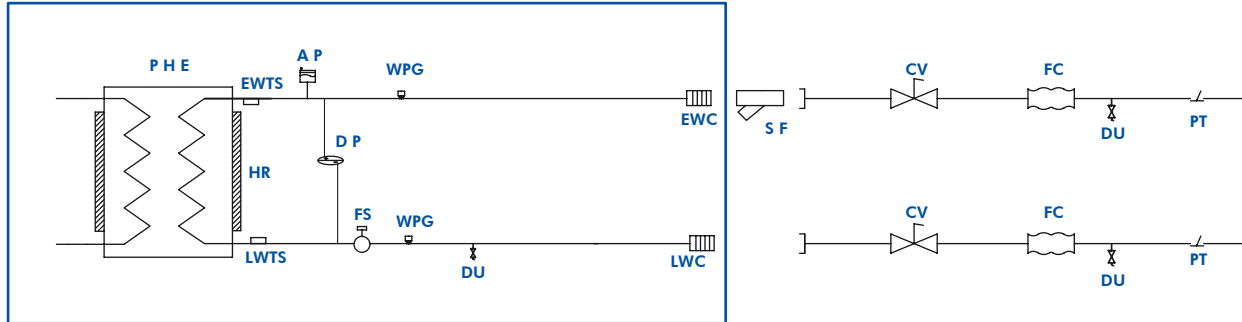 P H E
EWTS
A P
WPG
EWC
S F
CV
FC
DU
PT
D P
HR
FS
WPG
LWTS
DU
LWC
CV
FC
DU
PT